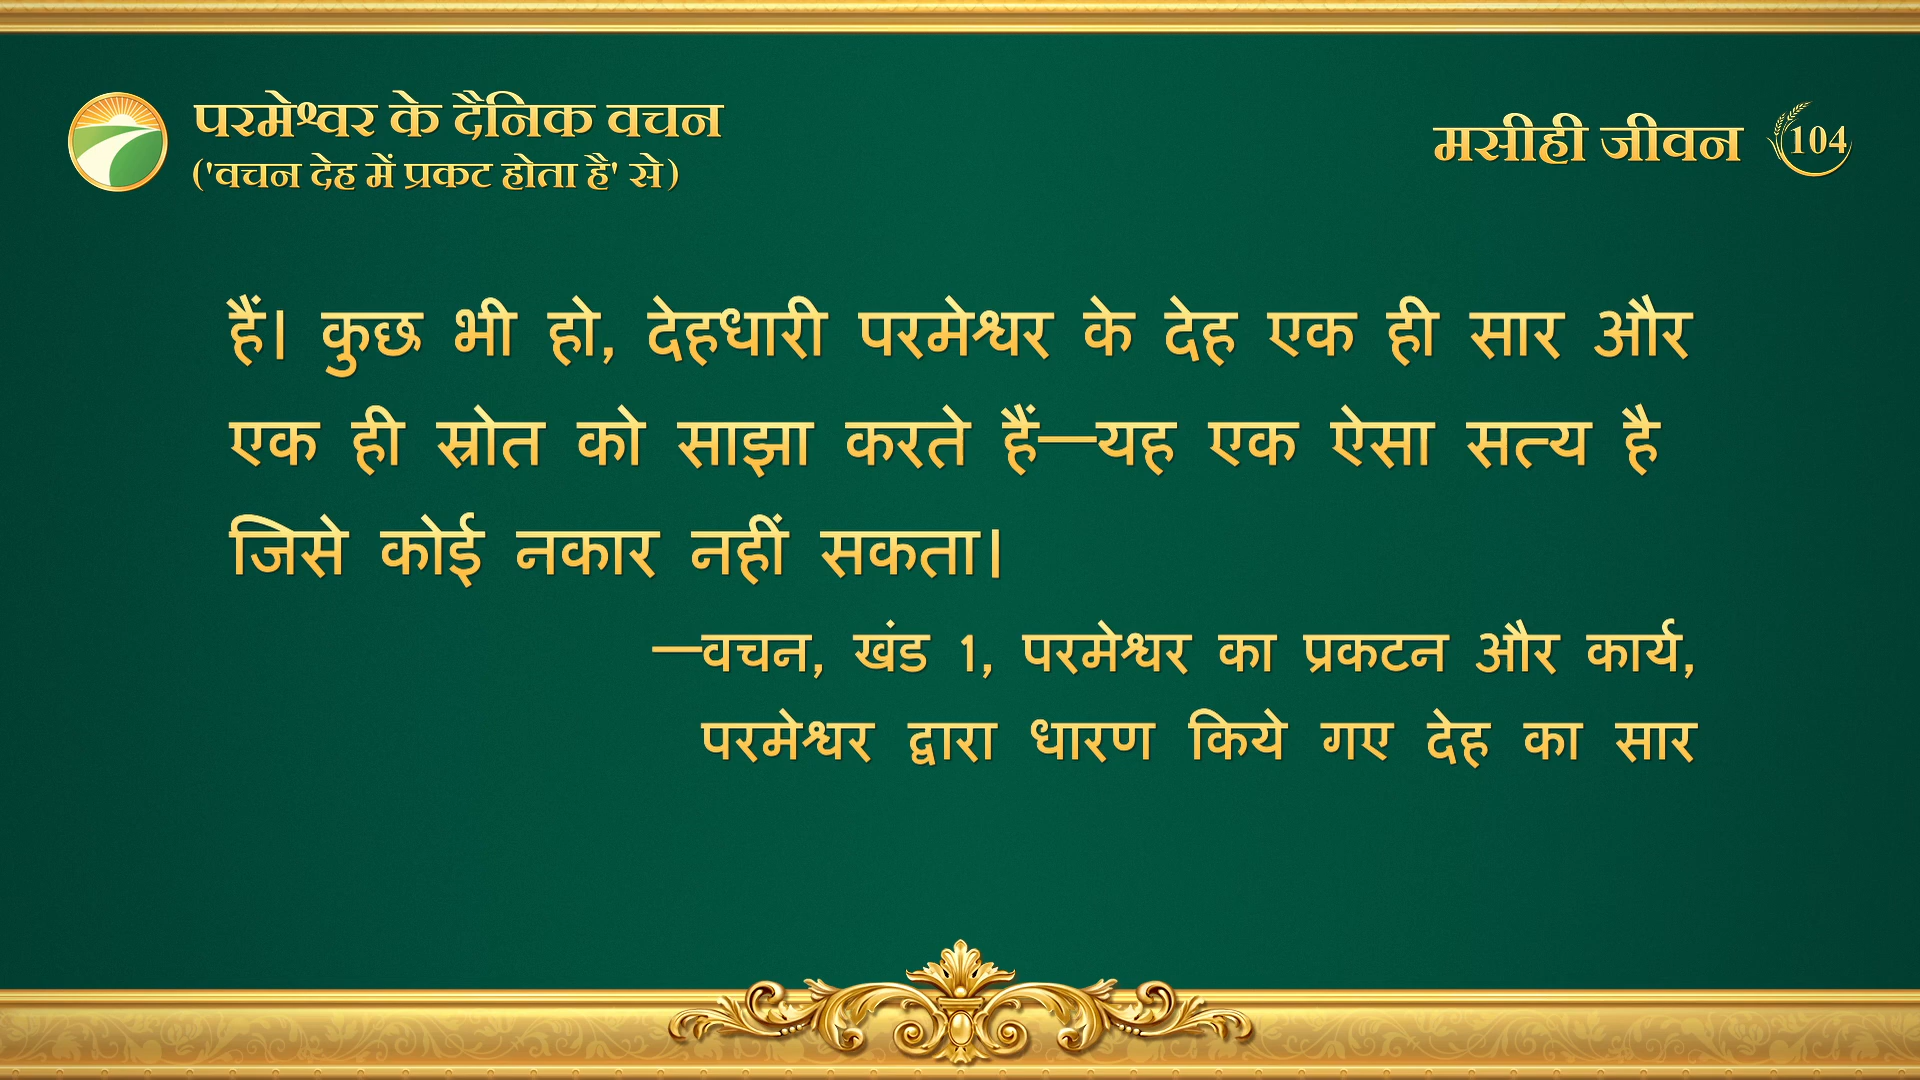 परमेश्वर के दैनिक वचन
('वचन देह में प्रकट होता है' से)
मसीही जीवन 104
हैं। कुछ भी हो, देहधारी परमेश्वर के देह एक ही सार और
एक ही स्रोत को साझा करते हैं—यह एक ऐसा सत्य है
जिसे कोई नकार नहीं सकता।
—वचन, खंड 1, परमेश्वर का प्रकटन और कार्य,
परमेश्वर द्वारा धारण किये गए देह का सार